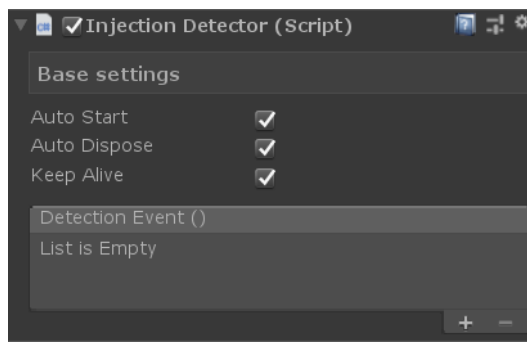 Injection Detector (Script)
Base settings
Auto Start
Auto Dispose
Keep Alive
Detection Event ()
List is Empty